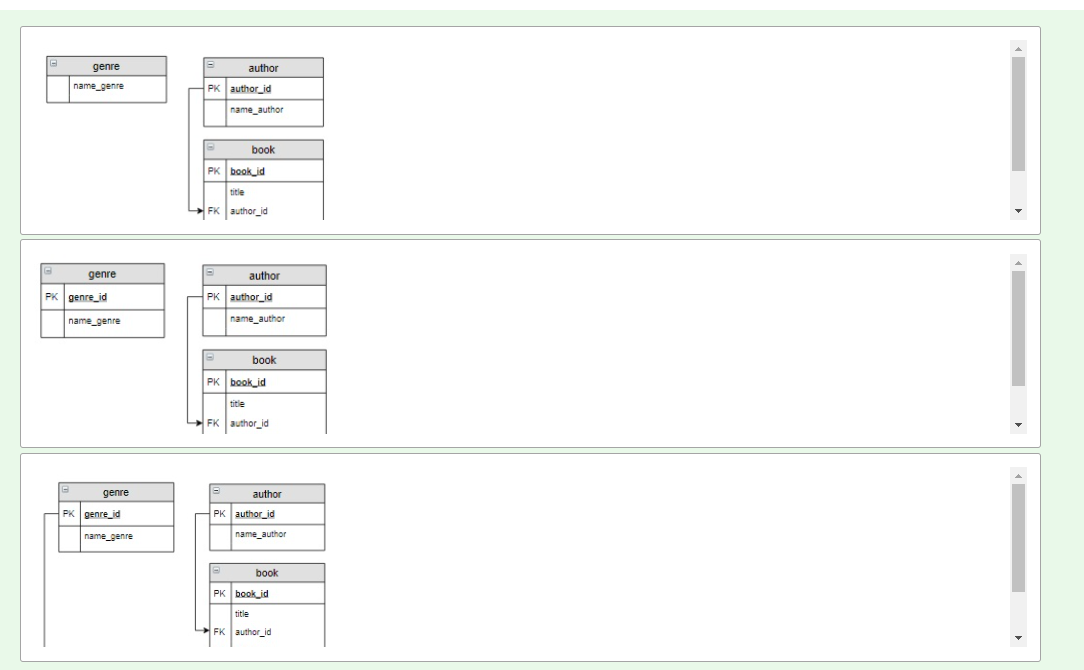 genre
name_genre
author
PK author_id
name_author
book
PK book_id
title
FK author_id
genre
PK genre_id
name_genre
author
PK author_id
name_author
book
PK book_id
title
FK author_id
genre
PK genre_id
name_genre
author
PK author_id
name_author
book
PK book_id
title
FK author_id